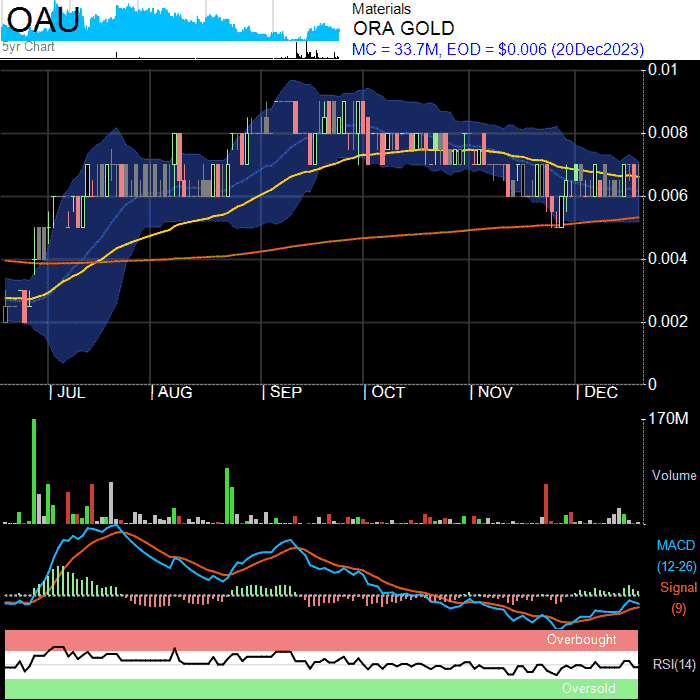 OAU
5yr Chart
Materials
ORA GOLD
MC = 33.7M, EOD = $0.006 (20Dec2023)
0.01
0.008
0.006
0.004
0.002
0
| JUL | AUG | SEP | OCT | NOV | DEC
170M
Volume
MACD
(12-26)
Signal
(9)
Overbought
RSI(14)
Oversold